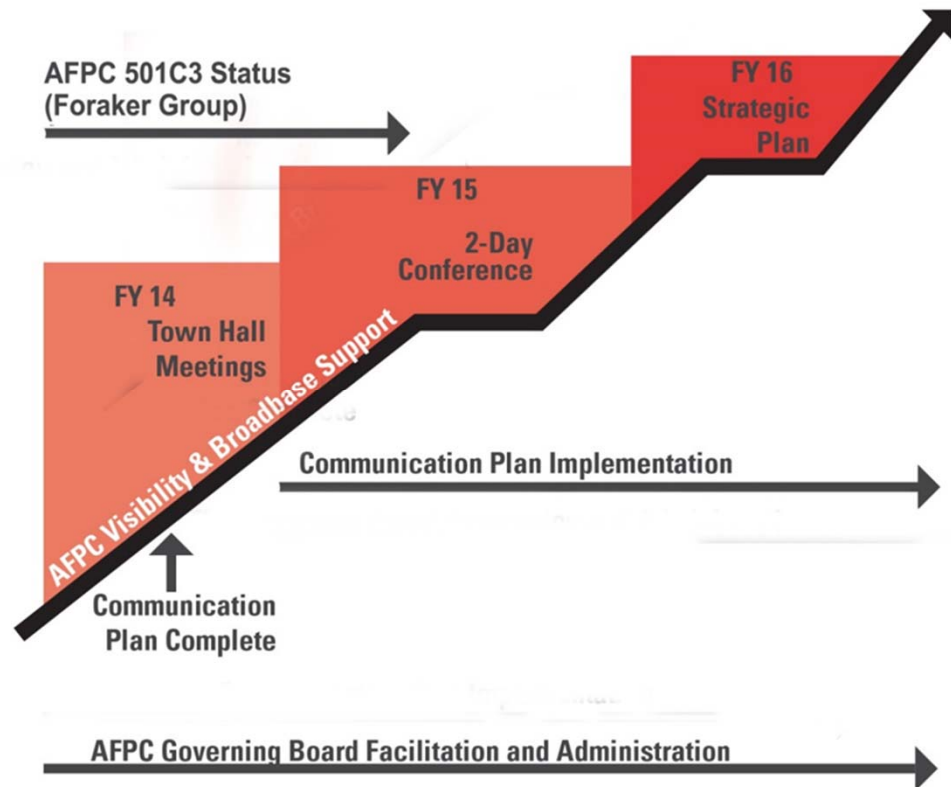 AFPC 501C3 Status
(Foraker Group)
FY 16
Strategic
Plan
FY 15
2-Day
Conference
FY 14
Town Hall
Meetings
AFPC Visibility & Broadbase Support
Communication Plan Implementation
Communication
Plan Complete
AFPC Governing Board Facilitation and Administration